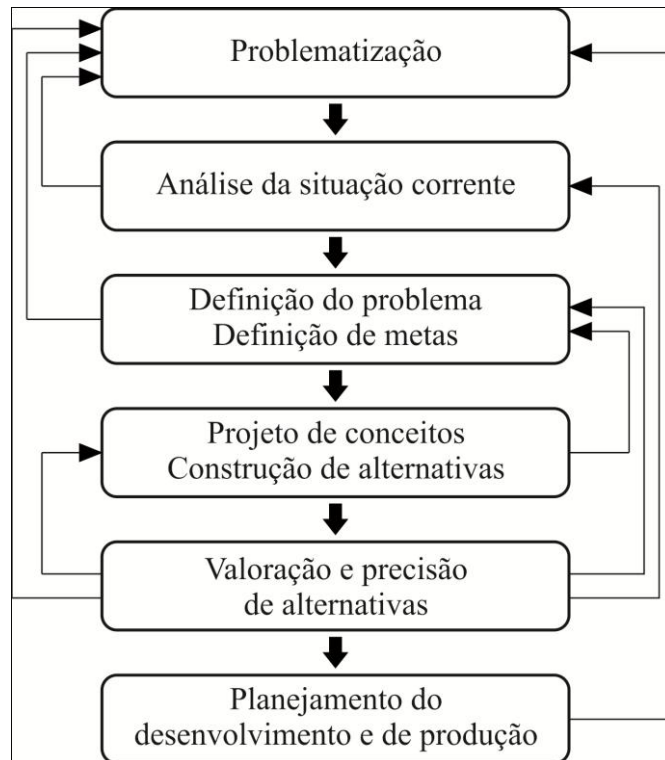 Problematização
Análise da situação corrente
Definição do problema
Definição de metas
Projeto de conceitos
Construção de alternativas
Valoração e precisão
de alternativas
Planejamento do
desenvolvimento e de produção